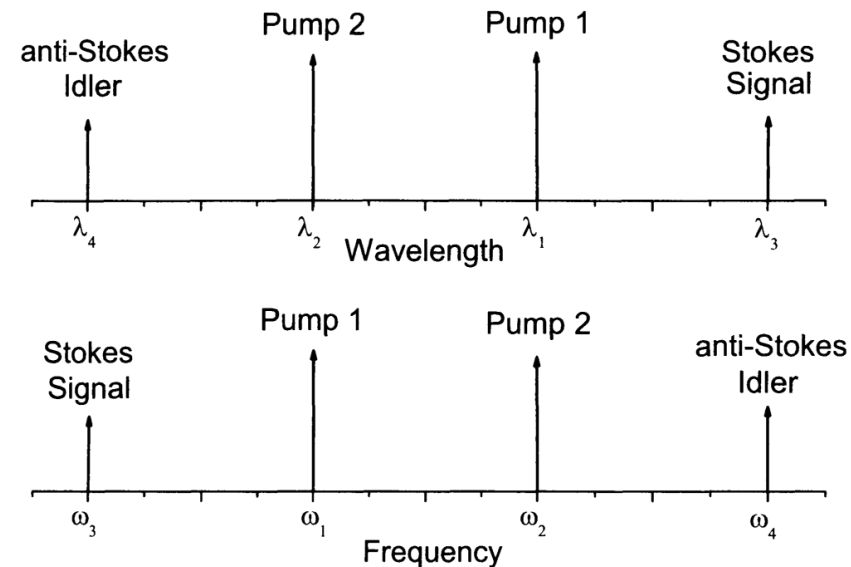 anti-Stokes
Idler
Pump 2
Pump 1
Stokes
Signal
λ₄
λ₂
λ₁
λ₃
Wavelength
Stokes
Signal
Pump 1
Pump 2
anti-Stokes
Idler
ω₃
ω₁
ω₂
ω₄
Frequency